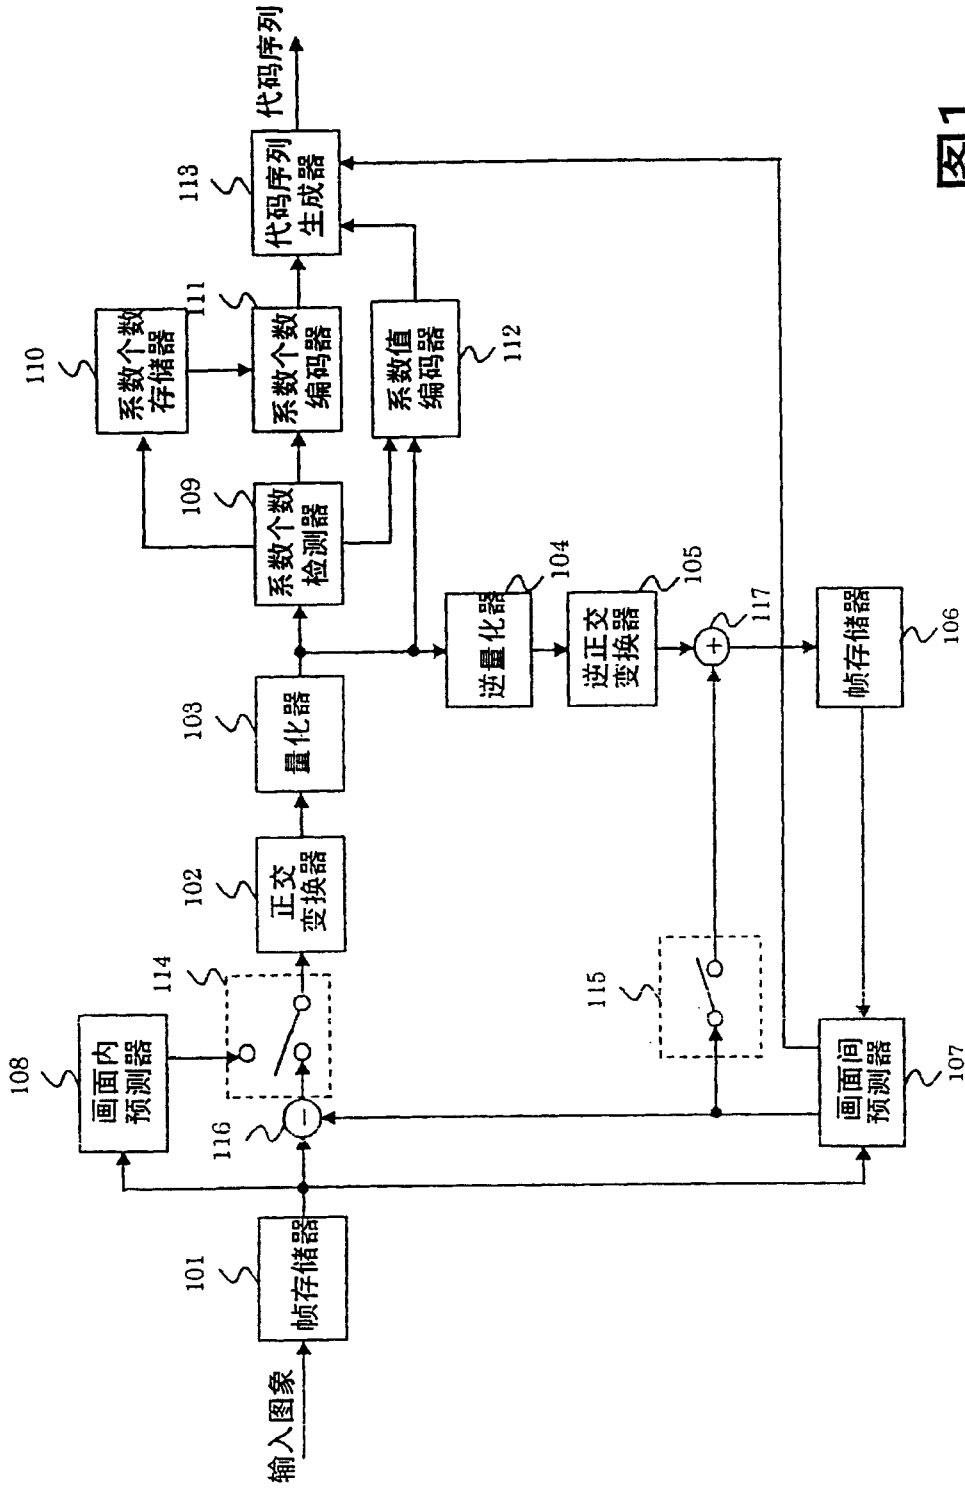 输入图象
101
帧存储器
108
画面内
预测器
116
−
114
102
正交
变换器
103
量化器
109
系数个数
检测器
110
系数个数
存储器
111
系数个数
编码器
112
系数值
编码器
113
代码序列
生成器
代码序列
104
逆量化器
105
逆正交
变换器
117
+
115
106
帧存储器
107
画面间
预测器
图1